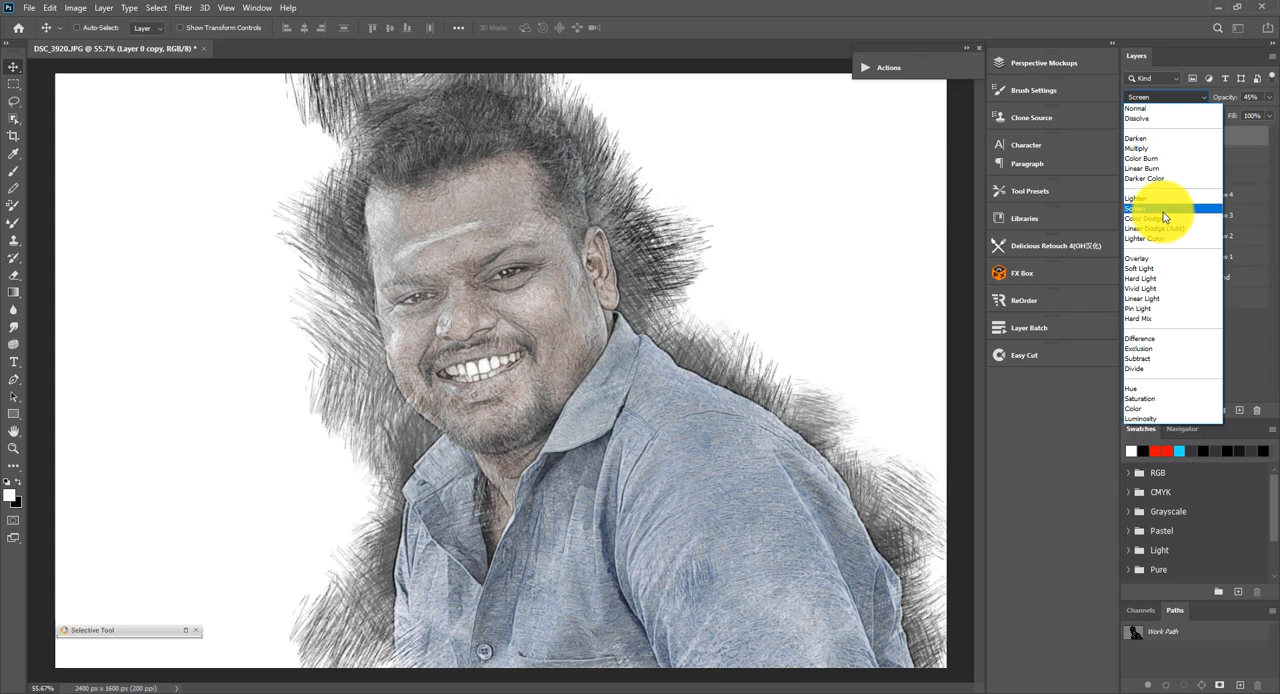 Ps File Edit Image Layer Type Select Filter 3D View Window Help
Auto-Select: Layer Show Transform Controls 3D Mode:
DSC_3920.JPG @ 55.7% (Layer 0 copy, RGB/8) * ×
Actions
Perspective Mockups
Brush Settings
Clone Source
Character
Paragraph
Tool Presets
Libraries
Delicious Retouch 4(OH汉化)
FX Box
ReOrder
Layer Batch
Easy Cut
Layers
Kind
Screen Opacity: 45%
Fill: 100%
Normal
Dissolve
Darken
Multiply
Color Burn
Linear Burn
Darker Color
Lighten
Screen
Color Dodge
Linear Dodge (Add)
Lighter Color
Overlay
Soft Light
Hard Light
Vivid Light
Linear Light
Pin Light
Hard Mix
Difference
Exclusion
Subtract
Divide
Hue
Saturation
Color
Luminosity
Swatches Navigator
RGB
CMYK
Grayscale
Pastel
Light
Pure
Channels Paths
Work Path
Selective Tool
55.67% 2400 px x 1600 px (200 ppi)